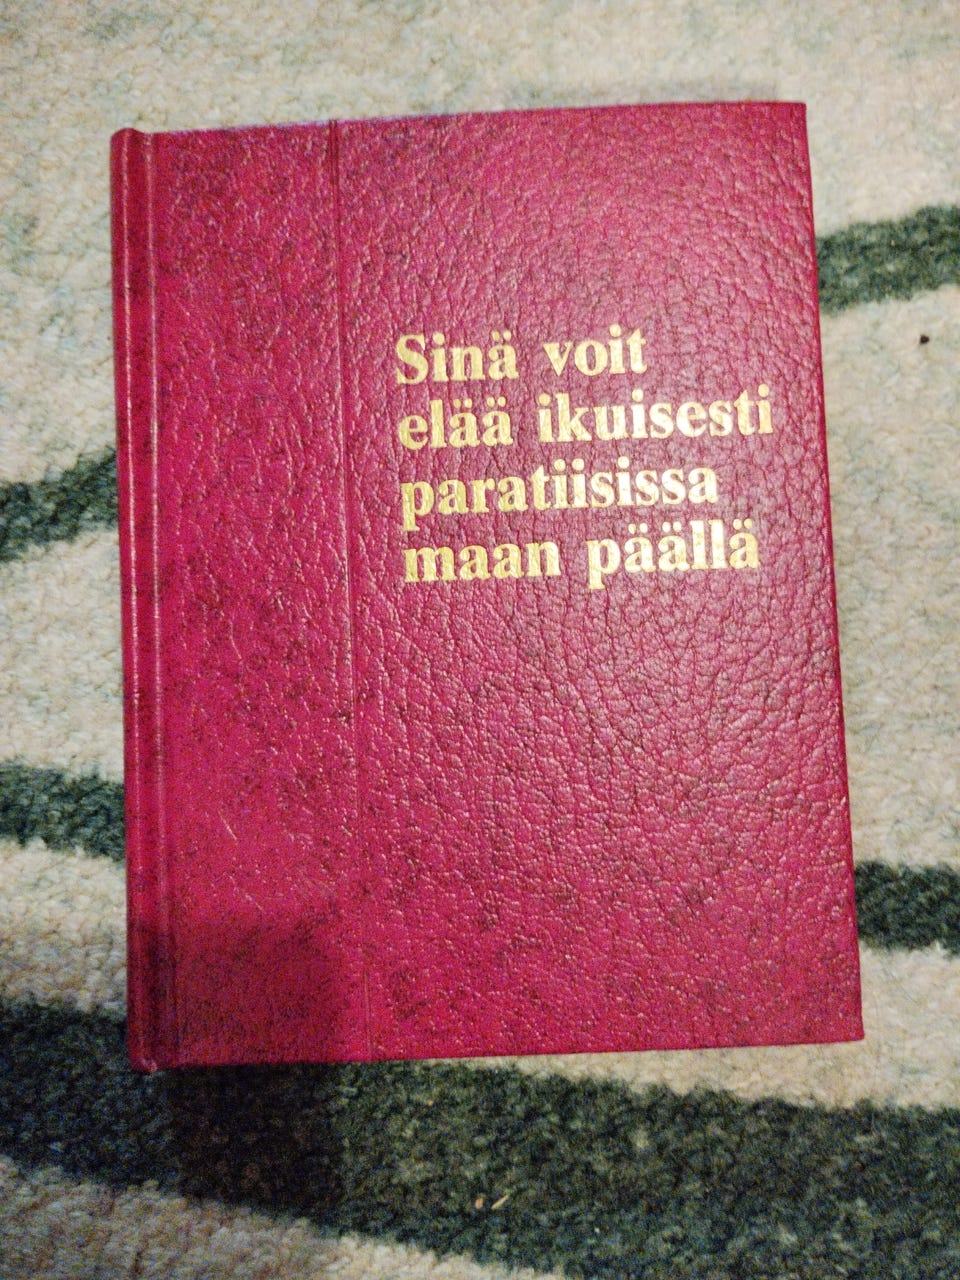 Sinä voit
elää ikuisesti
paratiisissa
maan päällä